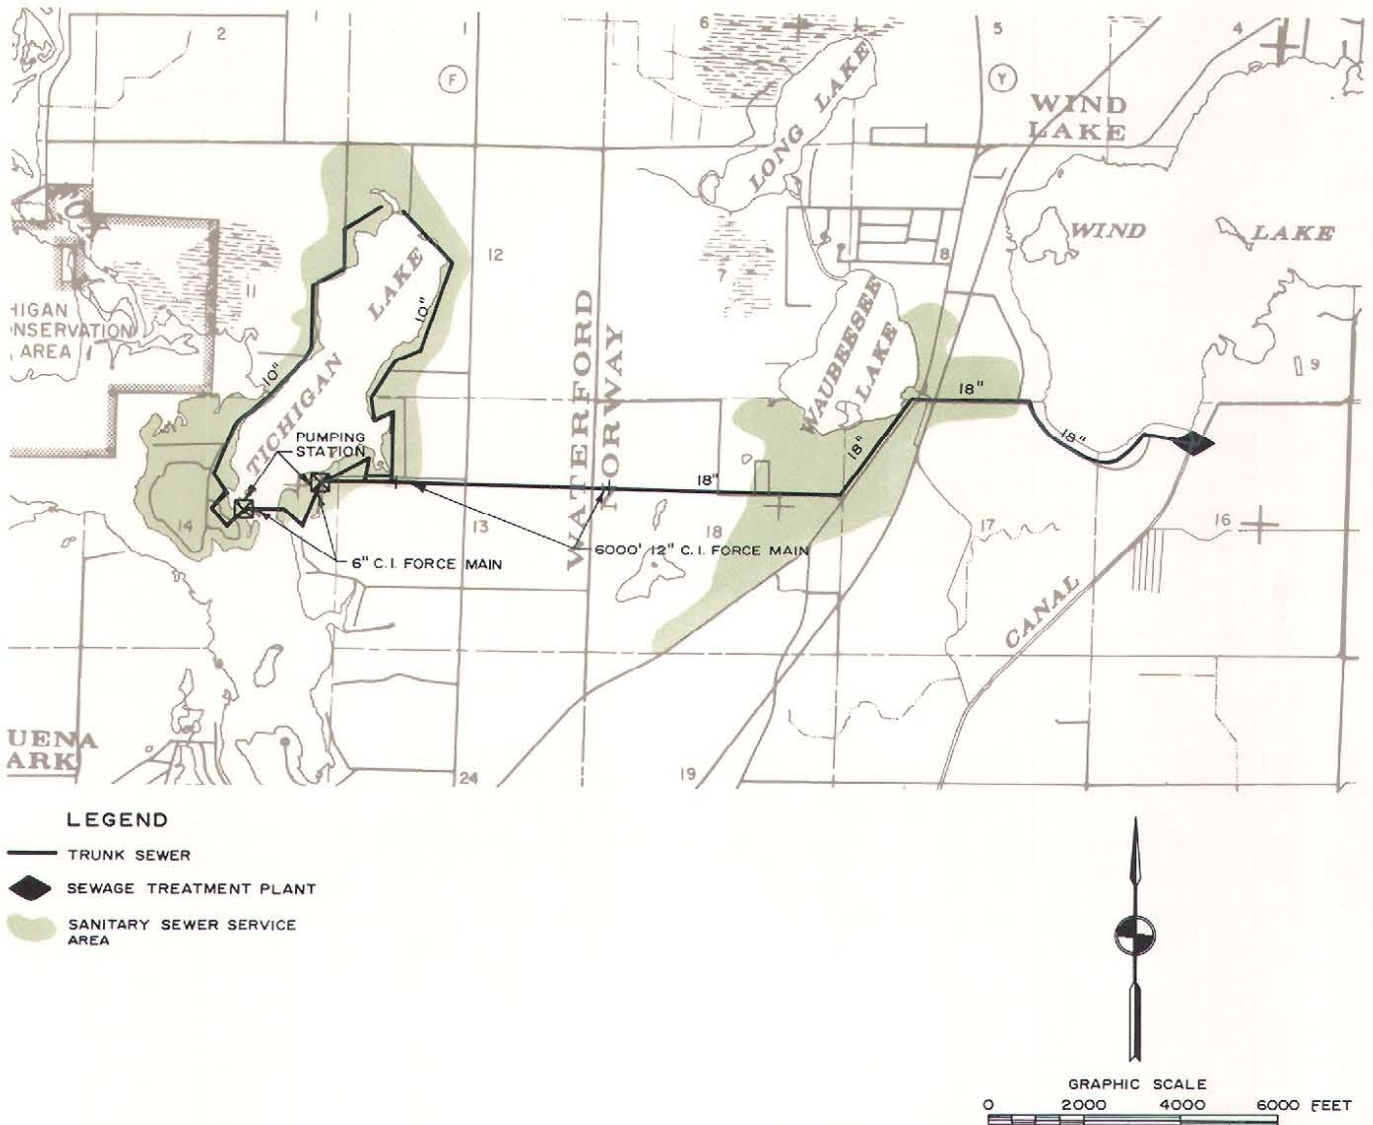 2
1
6
5
4
F
Y
WIND
LAKE
LONG LAKE
WIND LAKE
12
8
7
11
HIGAN
NSERVATION
AREA
LAKE
10"
WATERFORD
NORWAY
WAUBEESEE
LAKE
9
10"
TICHIGAN
18"
PUMPING
STATION
18"
18"
18"
14
13
18
17
16
6" C.I. FORCE MAIN
6000' 12" C.I. FORCE MAIN
CANAL
UENA
ARK
24
19
LEGEND
TRUNK SEWER
SEWAGE TREATMENT PLANT
SANITARY SEWER SERVICE
AREA
GRAPHIC SCALE
0 2000 4000 6000 FEET